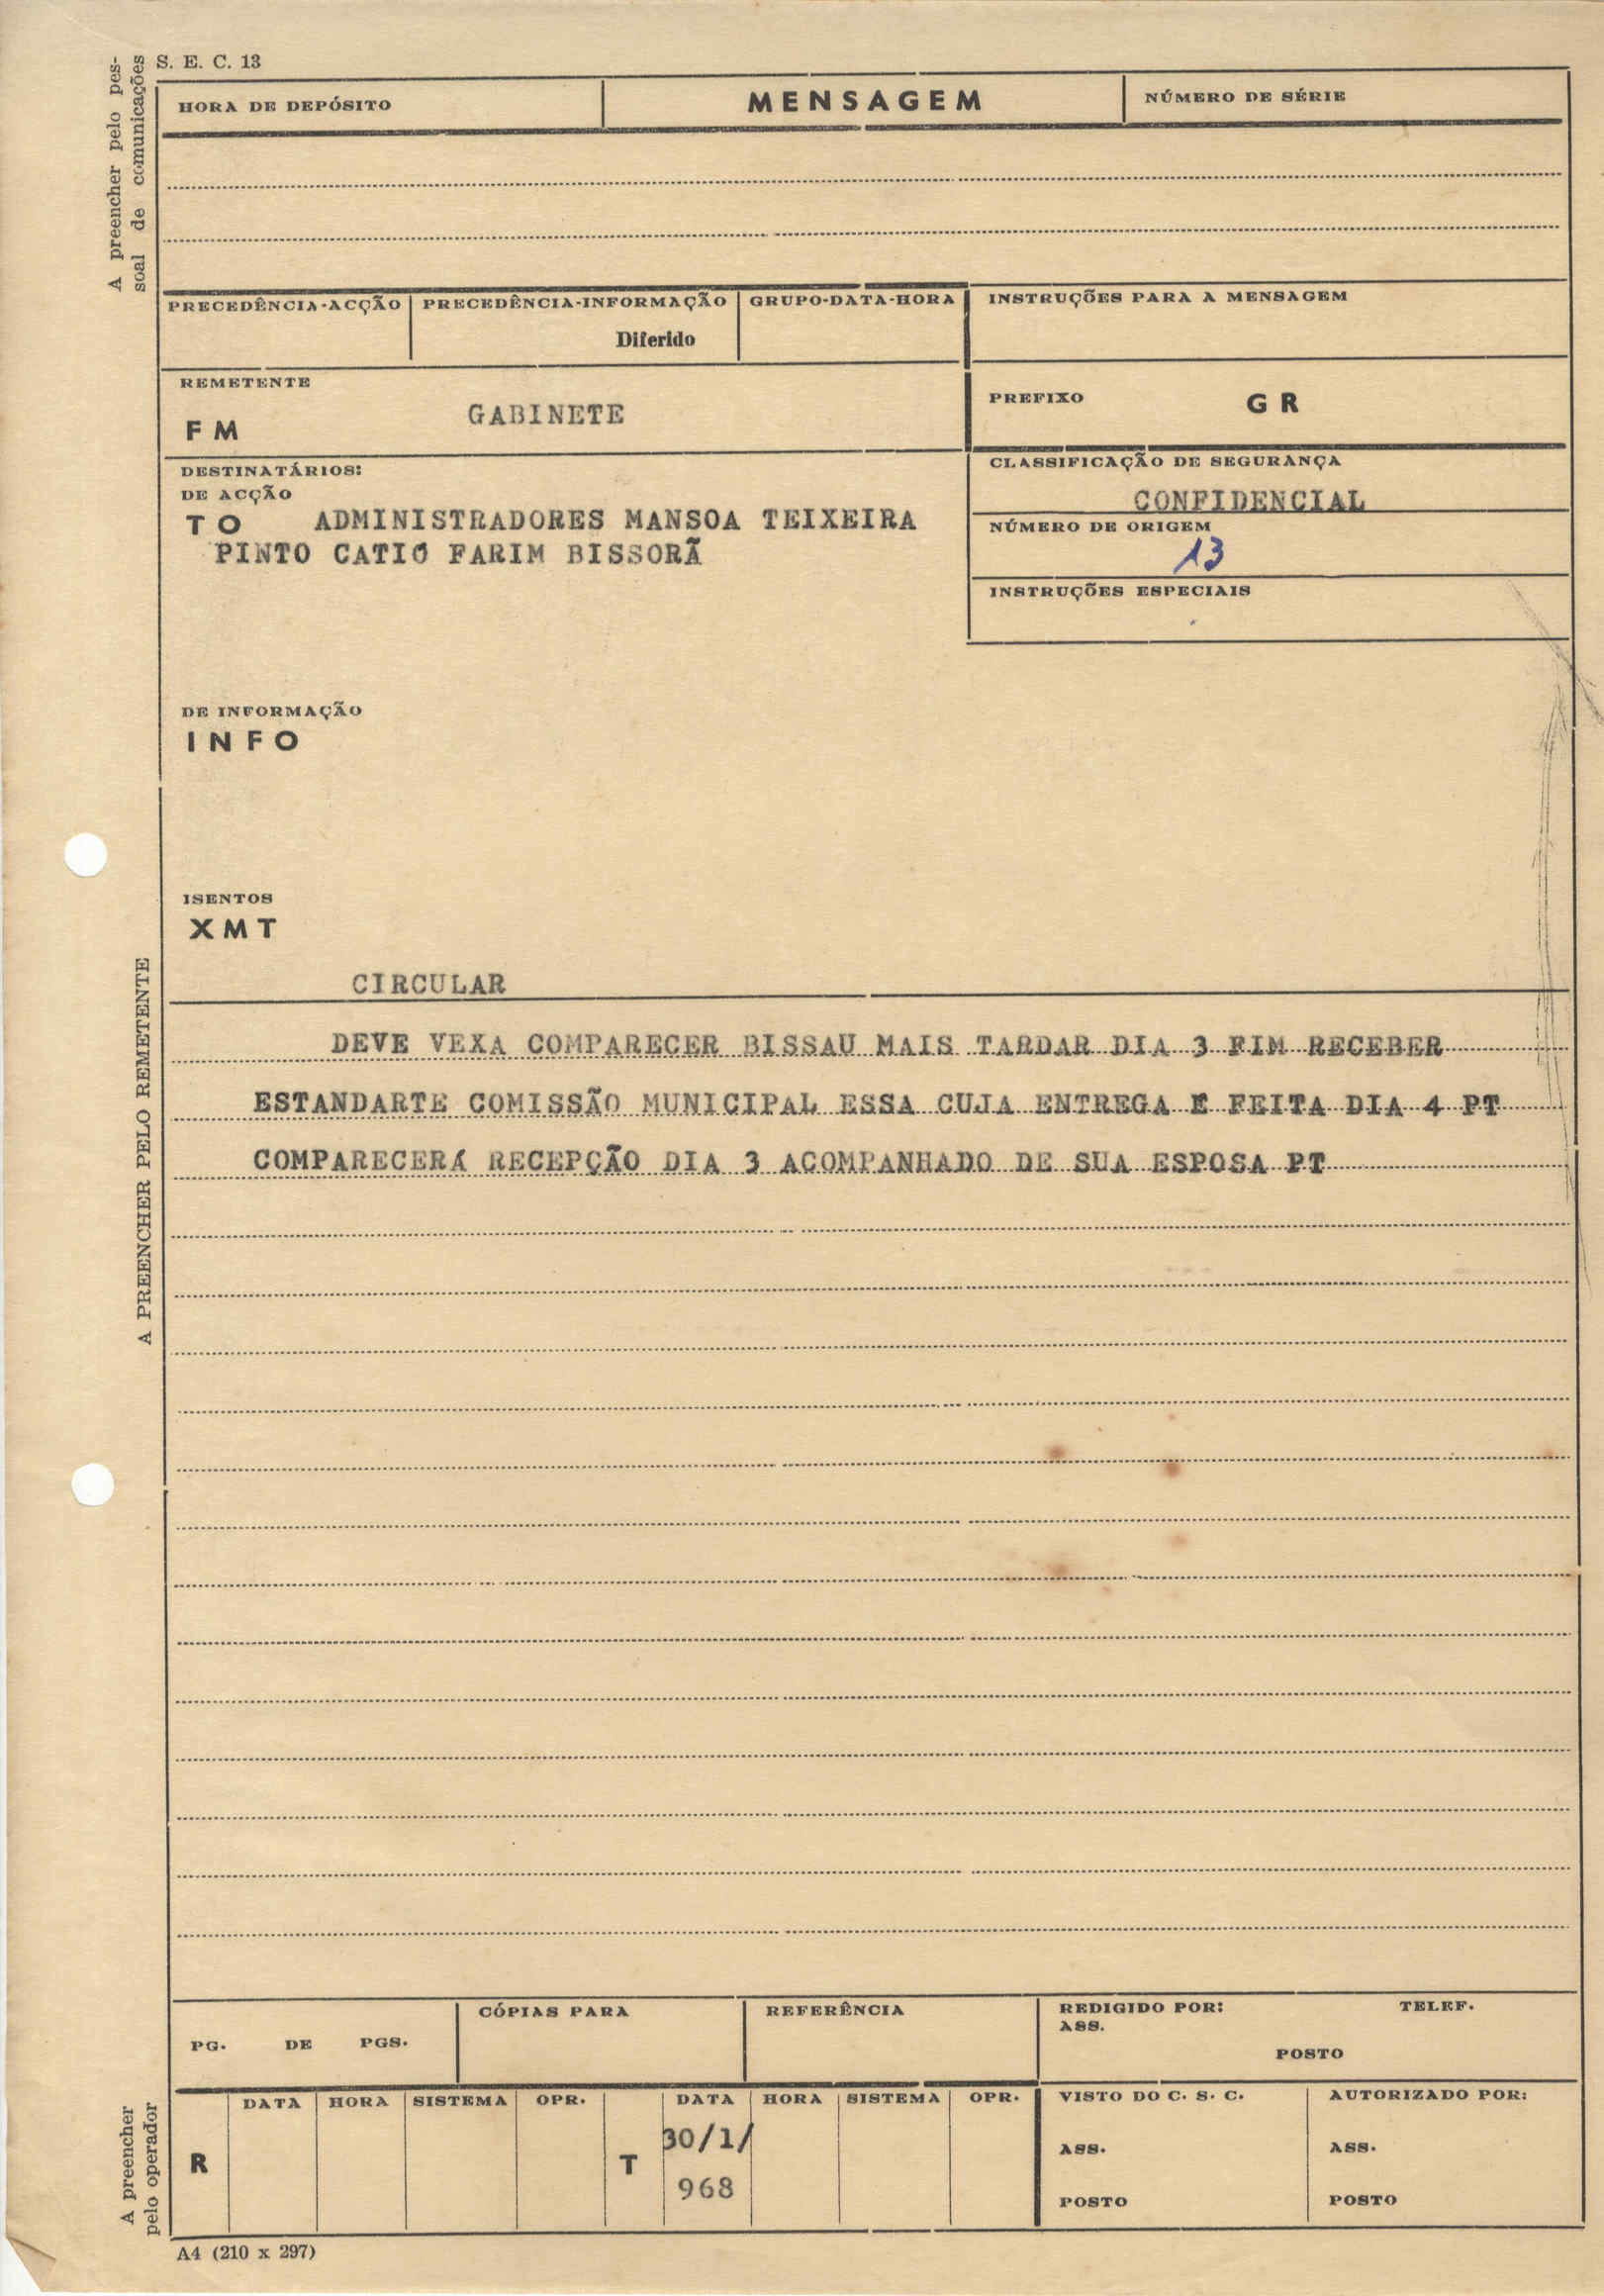 S. E. C. 13
A preencher pelo pes-
soal de comunicações
HORA DE DEPÓSITO
MENSAGEM
NÚMERO DE SÉRIE
PRECEDÊNCIA-ACÇÃO
PRECEDÊNCIA-INFORMAÇÃO
GRUPO-DATA-HORA
INSTRUÇÕES PARA A MENSAGEM
Diferido
REMETENTE
FM
GABINETE
PREFIXO
GR
DESTINATÁRIOS:
DE ACÇÃO
TO ADMINISTRADORES MANSOA TEIXEIRA
PINTO CATIÓ FARIM BISSORÃ
CLASSIFICAÇÃO DE SEGURANÇA
CONFIDENCIAL
NÚMERO DE ORIGEM
13
INSTRUÇÕES ESPECIAIS
DE INFORMAÇÃO
INFO
ISENTOS
XMT
A PREENCHER PELO REMETENTE
CIRCULAR
DEVE VEXA COMPARECER BISSAU MAIS TARDAR DIA 3 FIM RECEBER
ESTANDARTE COMISSÃO MUNICIPAL ESSA CUJA ENTREGA E FEITA DIA 4 PT
COMPARECERÁ RECEPÇÃO DIA 3 ACOMPANHADO DE SUA ESPOSA PT
PG. DE PGS.
CÓPIAS PARA
REFERÊNCIA
REDIGIDO POR: TELEF.
ASS.
POSTO
A preencher
pelo operador
R
DATA HORA SISTEMA OPR.
T
DATA HORA SISTEMA OPR.
30/1/
968
VISTO DO C. S. C.
ASS.
POSTO
AUTORIZADO POR:
ASS.
POSTO
A4 (210 x 297)